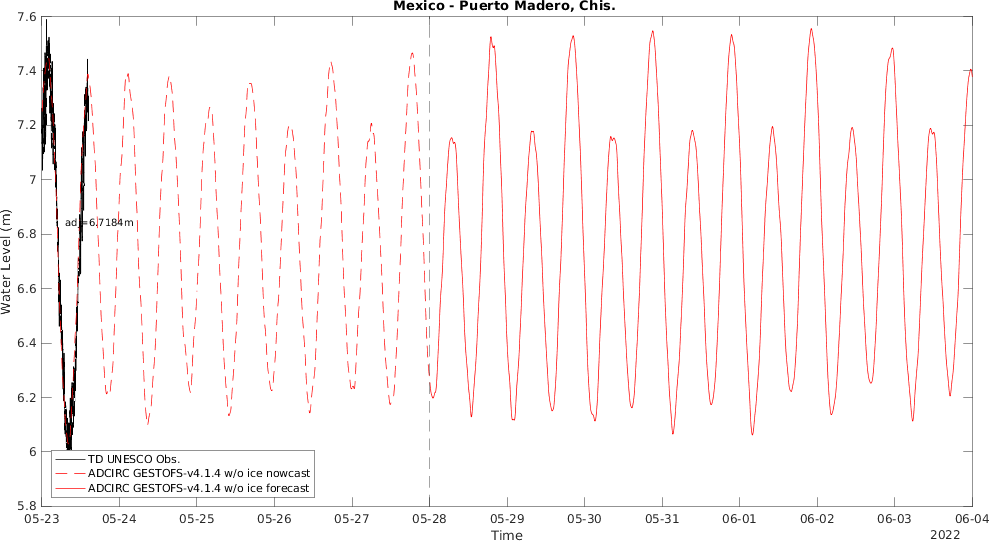 Mexico - Puerto Madero, Chis.
7.6
7.4
7.2
7
6.8
6.6
6.4
6.2
6
5.8
Water Level (m)
adj=6.7184m
TD UNESCO Obs.
ADCIRC GESTOFS-v4.1.4 w/o ice nowcast
ADCIRC GESTOFS-v4.1.4 w/o ice forecast
05-23 05-24 05-25 05-26 05-27 05-28 05-29 05-30 05-31 06-01 06-02 06-03 06-04
Time
2022